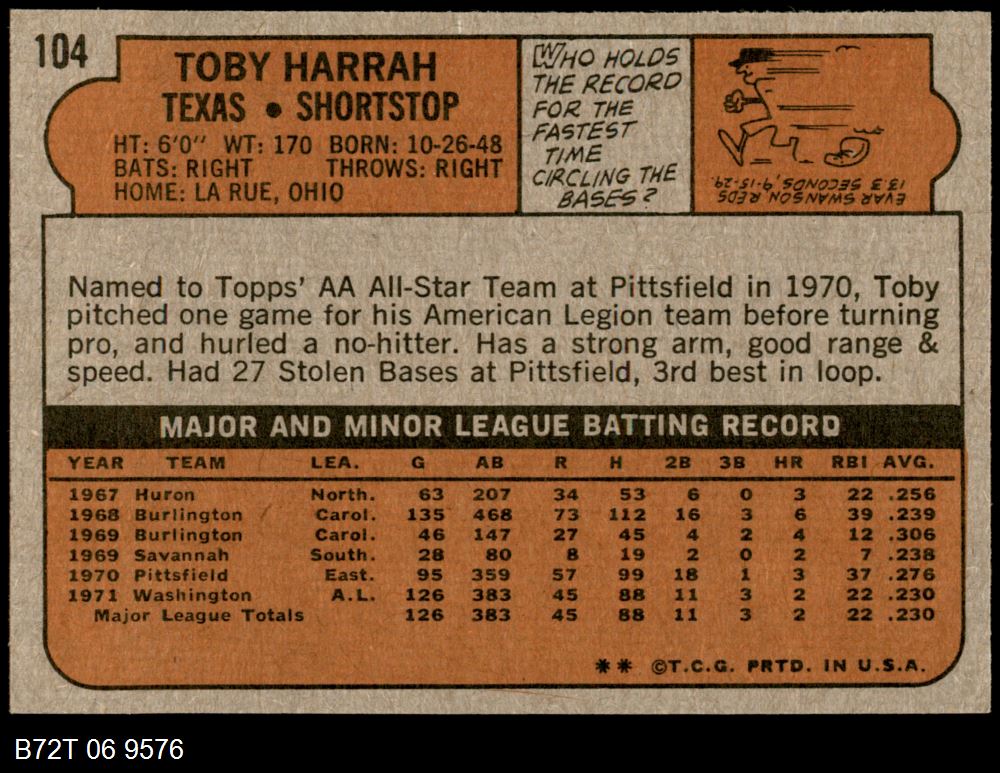 104
TOBY HARRAH
TEXAS • SHORTSTOP
HT: 6'0" WT: 170 BORN: 10-26-48
BATS: RIGHT THROWS: RIGHT
HOME: LA RUE, OHIO
WHO HOLDS
THE RECORD
FOR THE
FASTEST
TIME
CIRCLING THE
BASES?
EVAR SWANSON, REDS
13.3 SECONDS, 9-15-29.
Named to Topps' AA All-Star Team at Pittsfield in 1970, Toby
pitched one game for his American Legion team before turning
pro, and hurled a no-hitter. Has a strong arm, good range &
speed. Had 27 Stolen Bases at Pittsfield, 3rd best in loop.
MAJOR AND MINOR LEAGUE BATTING RECORD
YEAR TEAM LEA. G AB R H 2B 3B HR RBI AVG.
1967 Huron North. 63 207 34 53 6 0 3 22 .256
1968 Burlington Carol. 135 468 73 112 16 3 6 39 .239
1969 Burlington Carol. 46 147 27 45 4 2 4 12 .306
1969 Savannah South. 28 80 8 19 2 0 2 7 .238
1970 Pittsfield East. 95 359 57 99 18 1 3 37 .276
1971 Washington A.L. 126 383 45 88 11 3 2 22 .230
Major League Totals 126 383 45 88 11 3 2 22 .230
** ©T.C.G. PRTD. IN U.S.A.
B72T 06 9576